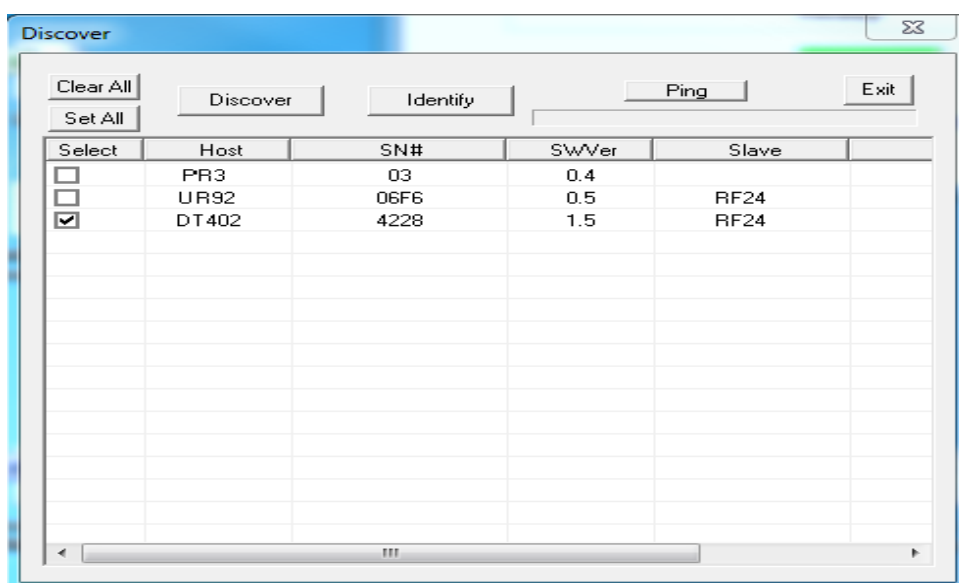 Discover
Clear All Discover Identify Ping Exit
Set All
Select Host SN# SWVer Slave
PR3 03 0.4
UR92 06F6 0.5 RF24
DT402 4228 1.5 RF24